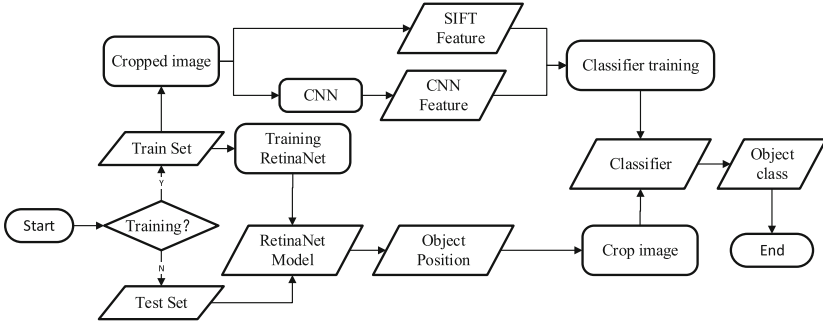 SIFT
Feature
Cropped image
Classifier training
CNN
CNN
Feature
Train Set
Training
RetinaNet
Classifier
Object
class
Y
Start
Training?
RetinaNet
Model
Object
Position
Crop image
End
N
Test Set